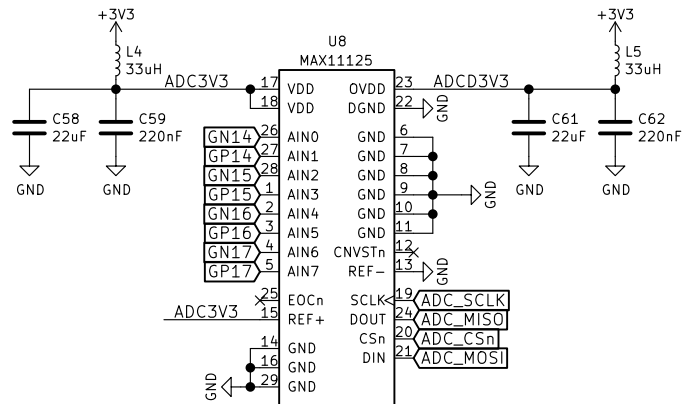 +3V3
L4
33uH
ADC3V3
C58
22uF
C59
220nF
GND
GND
U8
MAX11125
17 VDD
18 VDD
GN14 26 AIN0
GP14 27 AIN1
GN15 28 AIN2
GP15 1 AIN3
GN16 2 AIN4
GP16 3 AIN5
GN17 4 AIN6
GP17 5 AIN7
25 EOCn
ADC3V3 15 REF+
14 GND
16 GND
GND 29 GND
OVDD 23 ADCD3V3
DGND 22 GND
GND 6
GND 7
GND 8
GND 9 GND
GND 10
GND 11
CNVSTn 12
REF- 13 GND
SCLK 19 ADC_SCLK
DOUT 24 ADC_MISO
CSn 20 ADC_CSn
DIN 21 ADC_MOSI
+3V3
L5
33uH
C61
22uF
C62
220nF
GND
GND